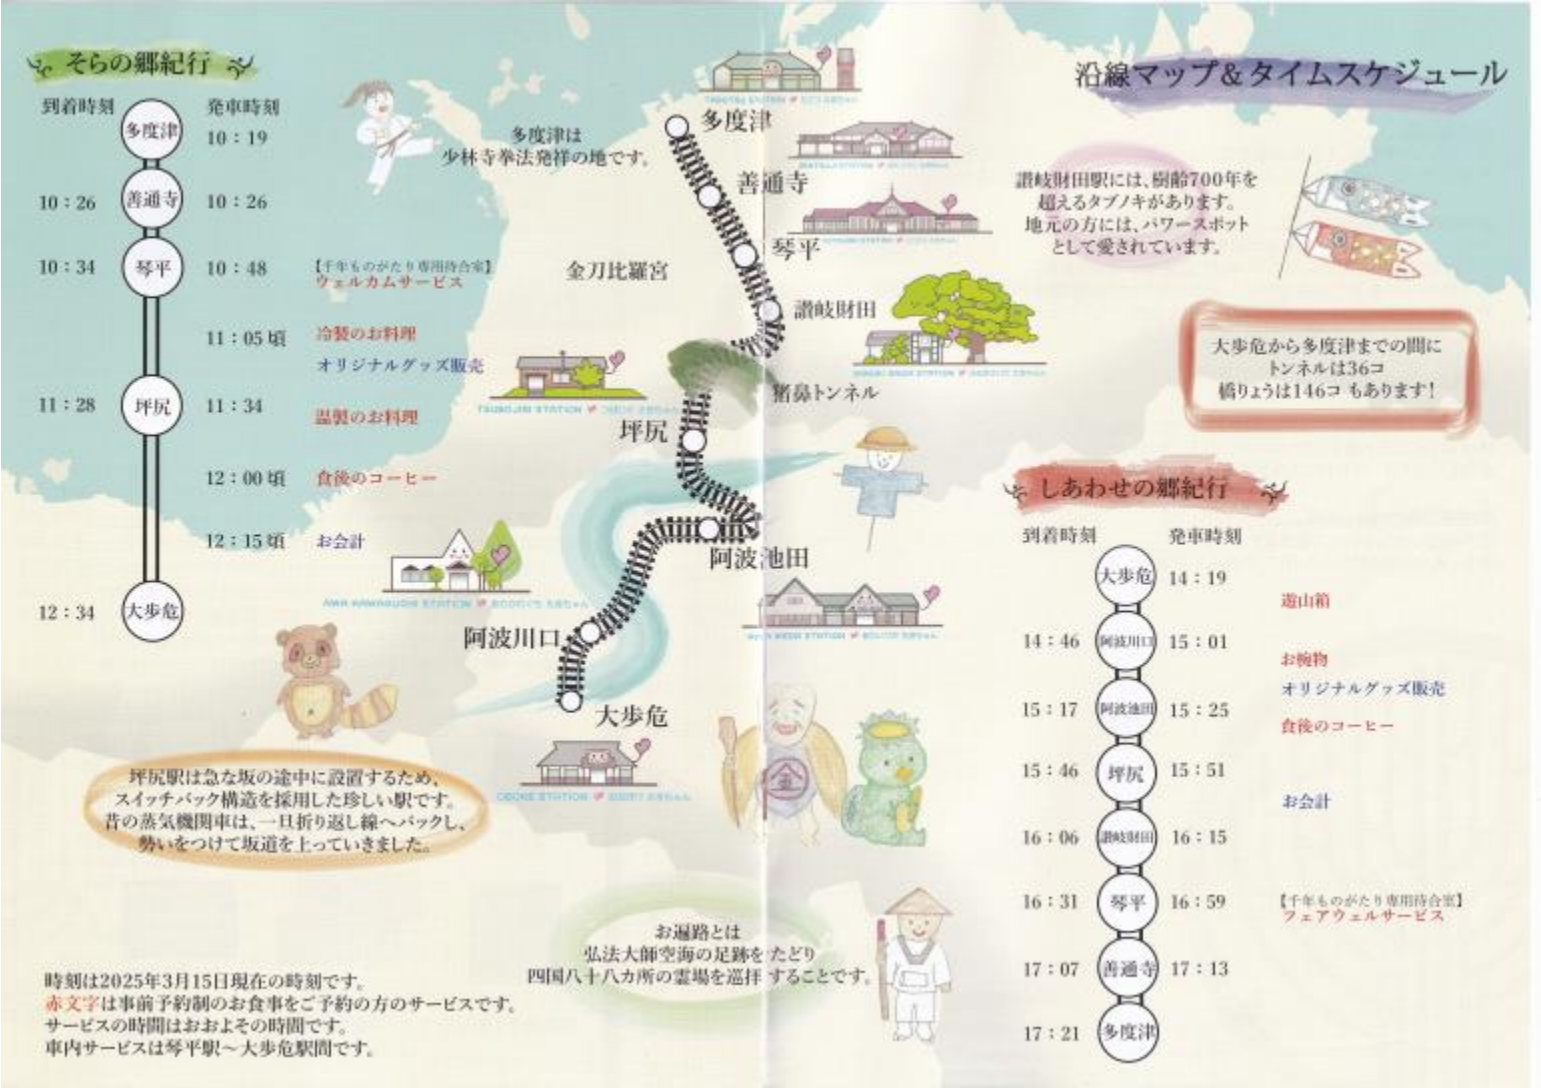 そらの郷紀行
到着時刻
発車時刻
多度津
10:19
10:26
善通寺
10:26
10:34
琴平
10:48
【千年ものがたり専用待合室】
ウェルカムサービス
11:05頃
冷製のお料理
オリジナルグッズ販売
11:28
坪尻
11:34
温製のお料理
12:00頃
食後のコーヒー
12:15頃
お会計
12:34
大歩危
沿線マップ&タイムスケジュール
多度津は
少林寺拳法発祥の地です。
多度津
善通寺
琴平
金刀比羅宮
讃岐財田
猪鼻トンネル
TSUBOJIRI STATION
坪尻
阿波池田
AWA KAWAGUCHI STATION
阿波川口
大歩危
OBOKE STATION
金
讃岐財田駅には、樹齢700年を
超えるタブノキがあります。
地元の方には、パワースポット
として愛されています。
大歩危から多度津までの間に
トンネルは36コ
橋りょうは146コ もあります!
しあわせの郷紀行
到着時刻
発車時刻
大歩危
14:19
遊山箱
14:46
阿波川口
15:01
お椀物
オリジナルグッズ販売
15:17
阿波池田
15:25
食後のコーヒー
15:46
坪尻
15:51
お会計
16:06
讃岐財田
16:15
16:31
琴平
16:59
【千年ものがたり専用待合室】
フェアウェルサービス
17:07
善通寺
17:13
17:21
多度津
坪尻駅は急な坂の途中に設置するため、
スイッチバック構造を採用した珍しい駅です。
昔の蒸気機関車は、一旦折り返し線へバックし、
勢いをつけて坂道を上っていきました。
お遍路とは
弘法大師空海の足跡をたどり
四国八十八カ所の霊場を巡拝することです。
時刻は2025年3月15日現在の時刻です。
赤文字は事前予約制のお食事をご予約の方のサービスです。
サービスの時間はおおよその時間です。
車内サービスは琴平駅〜大歩危駅間です。